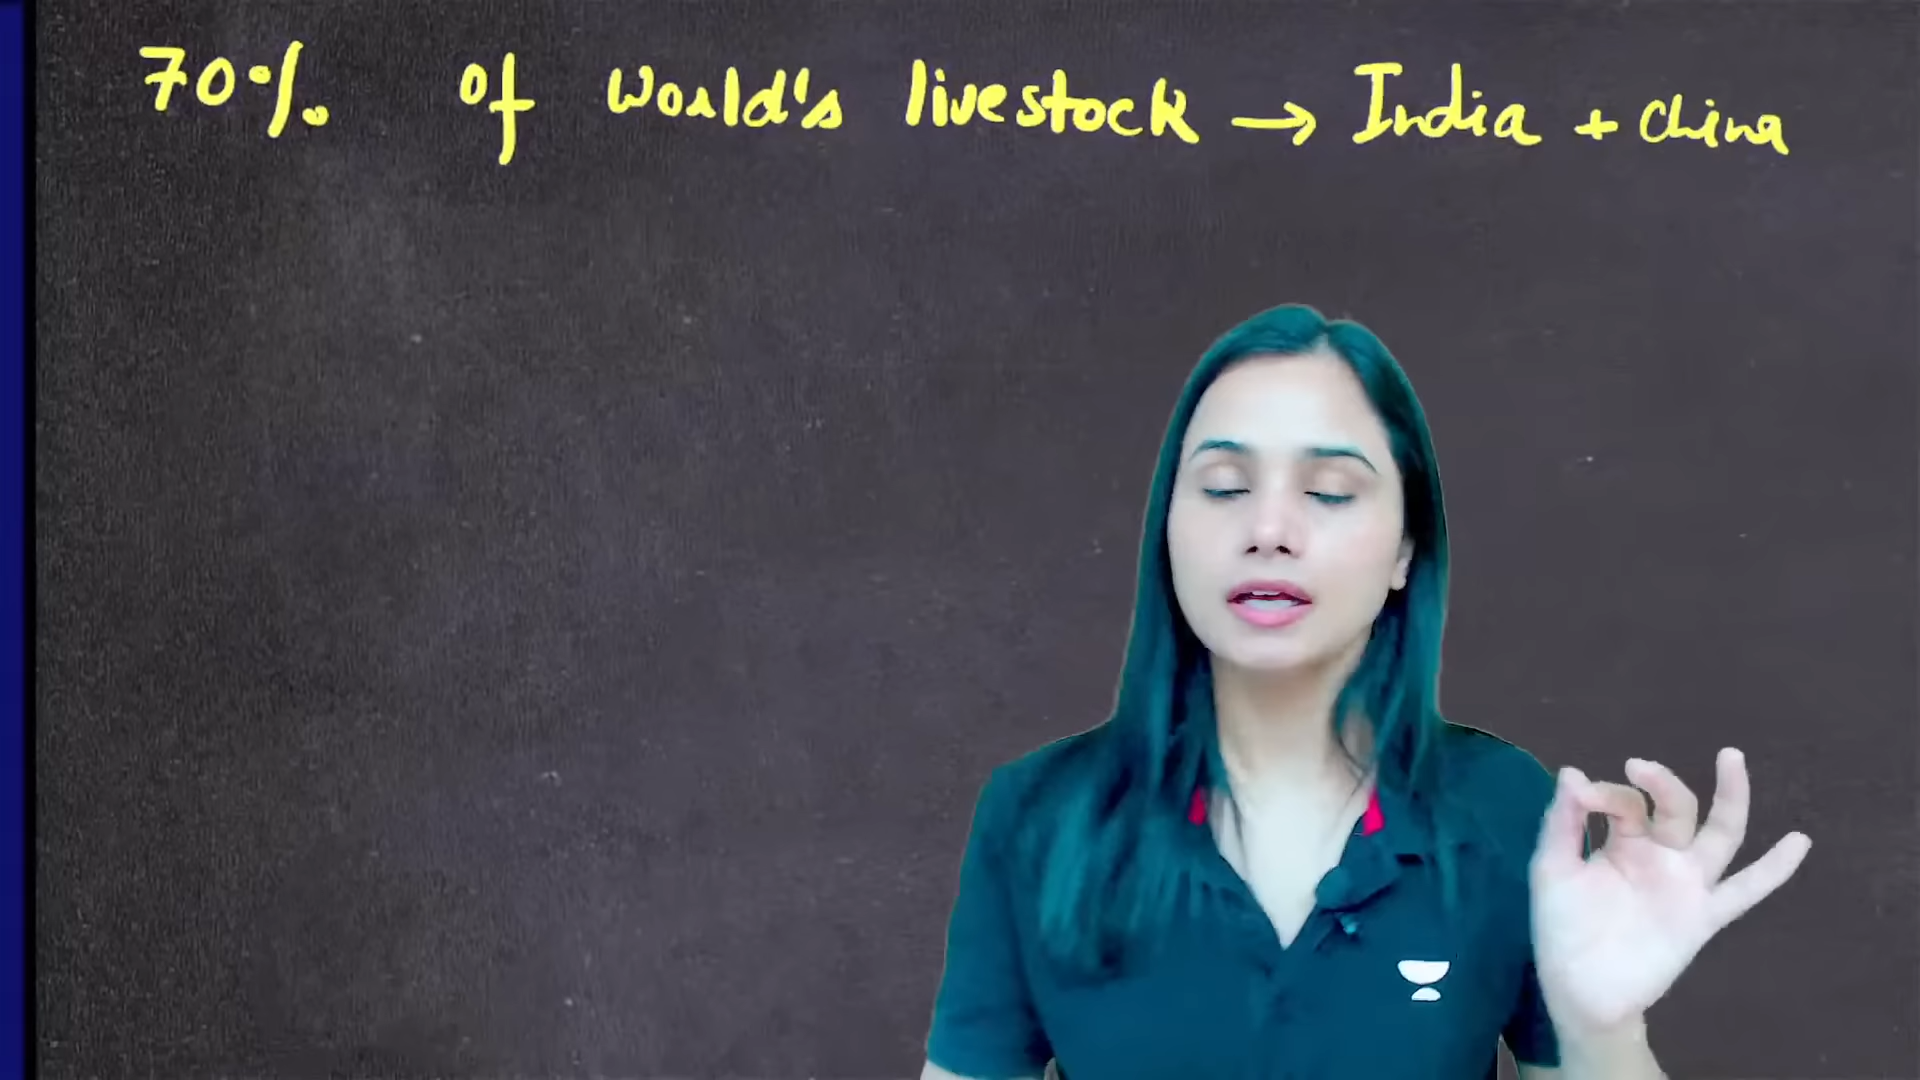 70% of world's livestock → India + China